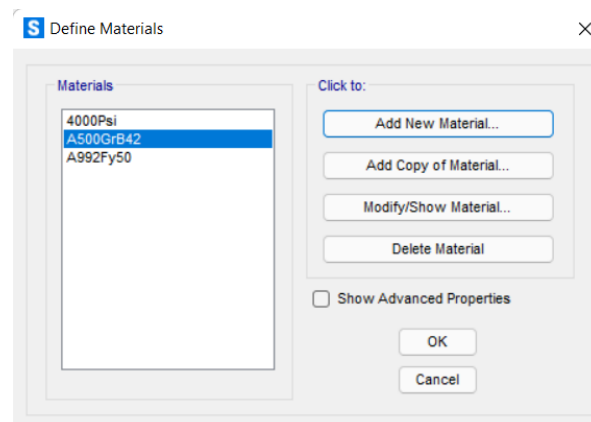 S Define Materials
Materials
4000Psi
A500GrB42
A992Fy50
Click to:
Add New Material...
Add Copy of Material...
Modify/Show Material...
Delete Material
Show Advanced Properties
OK
Cancel